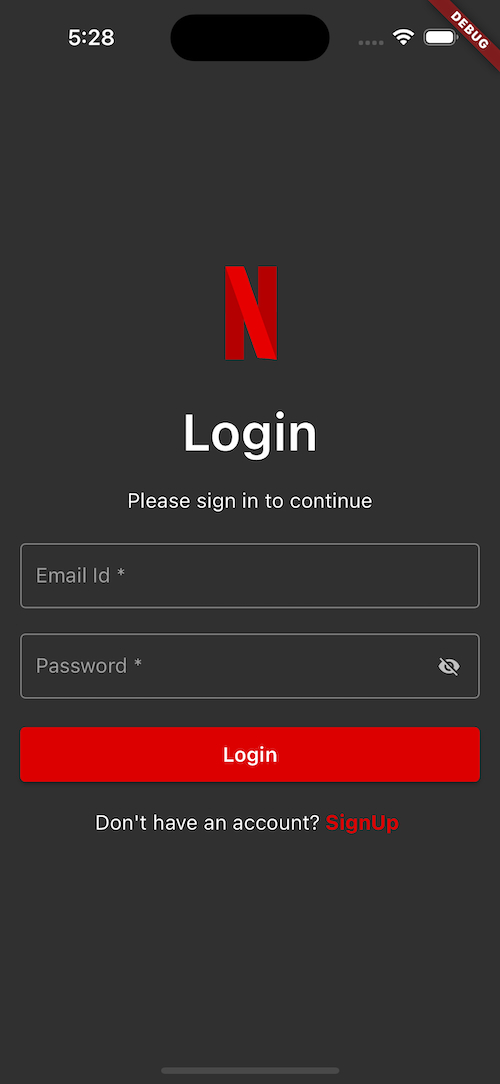 5:28
DEBUG
N
Login
Please sign in to continue
Email Id *
Password *
Login
Don't have an account? SignUp